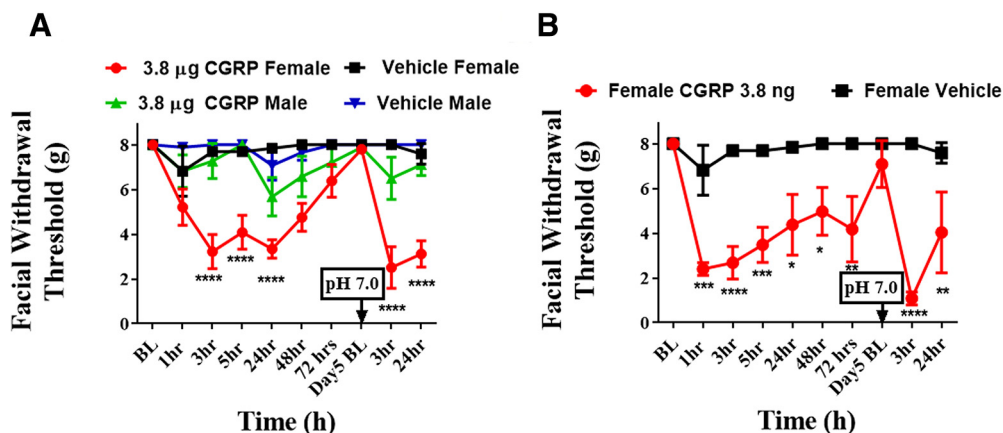 A
3.8 μg CGRP Female
Vehicle Female
3.8 μg CGRP Male
Vehicle Male
Facial Withdrawal
Threshold (g)
8
6
4
2
0
****
****
****
pH 7.0
****
****
BL
1hr
3hr
5hr
24hr
48hr
72 hrs
Day5 BL
3hr
24hr
Time (h)
B
Female CGRP 3.8 ng
Female Vehicle
Facial Withdrawal
Threshold (g)
8
6
4
2
0
***
****
***
*
*
**
pH 7.0
****
**
BL
1hr
3hr
5hr
24hr
48hr
72 hrs
Day5 BL
3hr
24hr
Time (h)